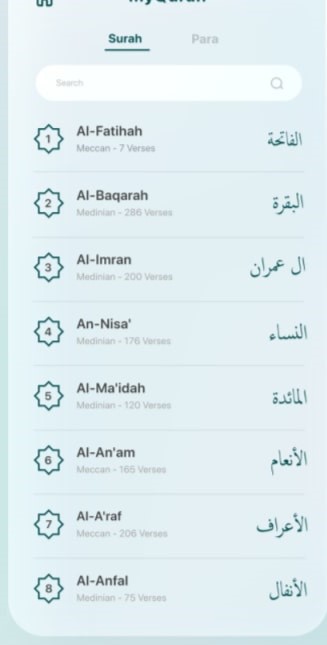 MyQuran
Surah Para
Search
1 Al-Fatihah الفاتحة
Meccan - 7 Verses
2 Al-Baqarah البقرة
Medinian - 286 Verses
3 Al-Imran ال عمران
Medinian - 200 Verses
4 An-Nisa' النساء
Medinian - 176 Verses
5 Al-Ma'idah المائدة
Medinian - 120 Verses
6 Al-An'am الأنعام
Meccan - 165 Verses
7 Al-A'raf الأعراف
Meccan - 206 Verses
8 Al-Anfal الأنفال
Medinian - 75 Verses